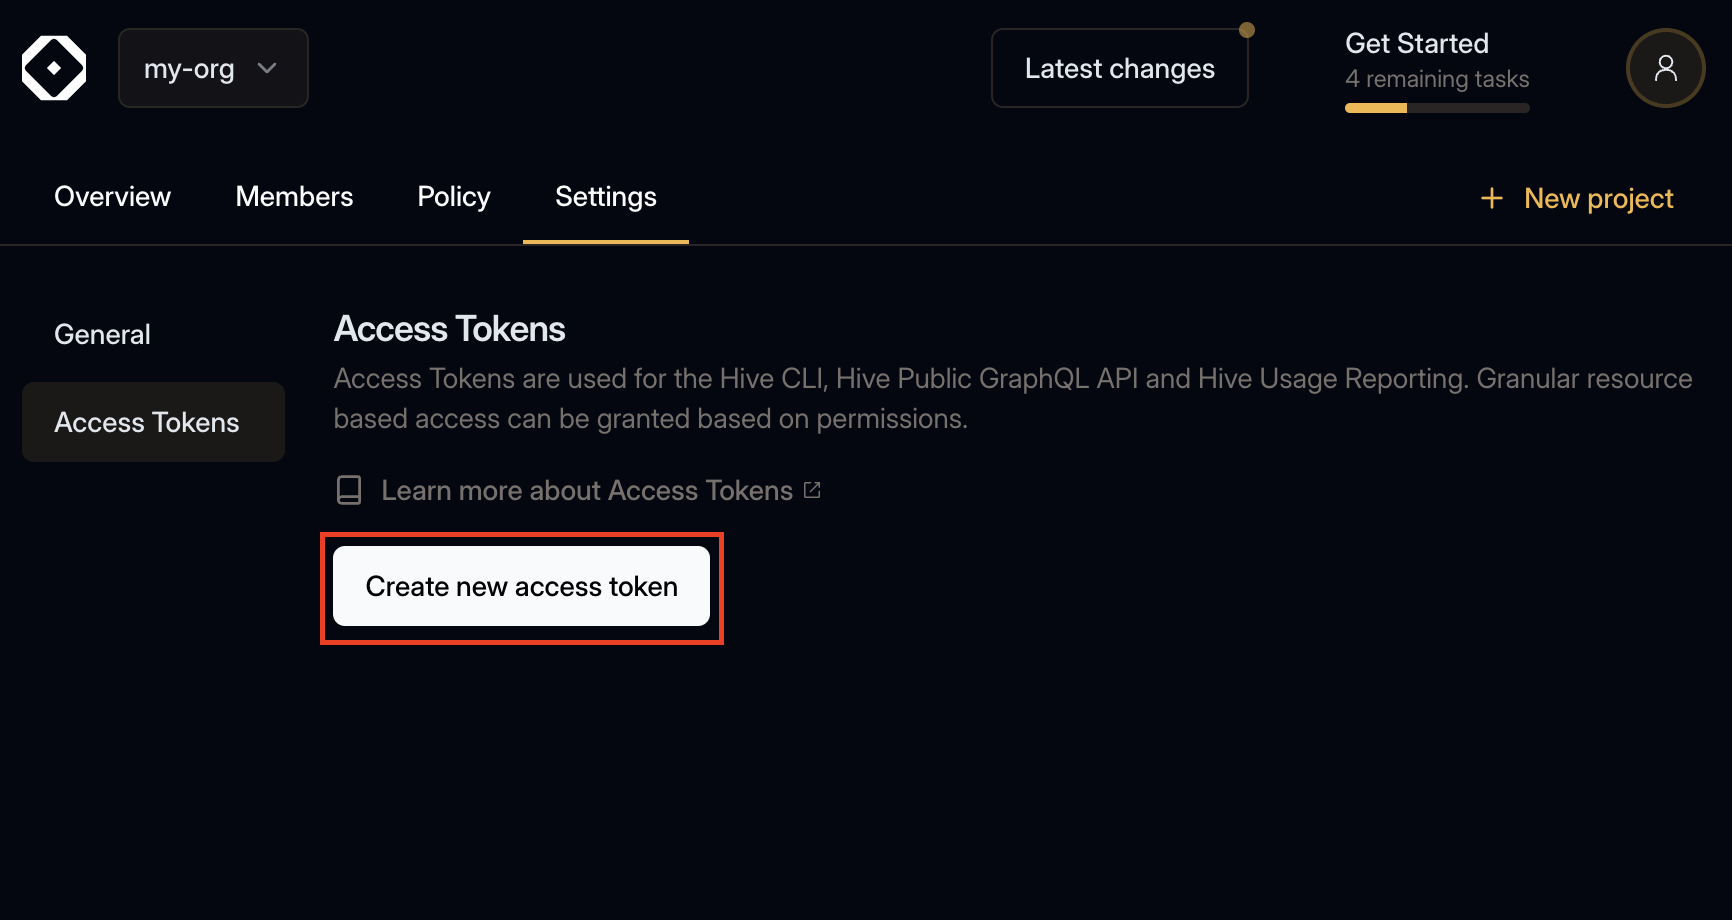 my-org
Latest changes
Get Started
4 remaining tasks
Overview
Members
Policy
Settings
New project
General
Access Tokens
Access Tokens
Access Tokens are used for the Hive CLI, Hive Public GraphQL API and Hive Usage Reporting. Granular resource
based access can be granted based on permissions.
Learn more about Access Tokens
Create new access token